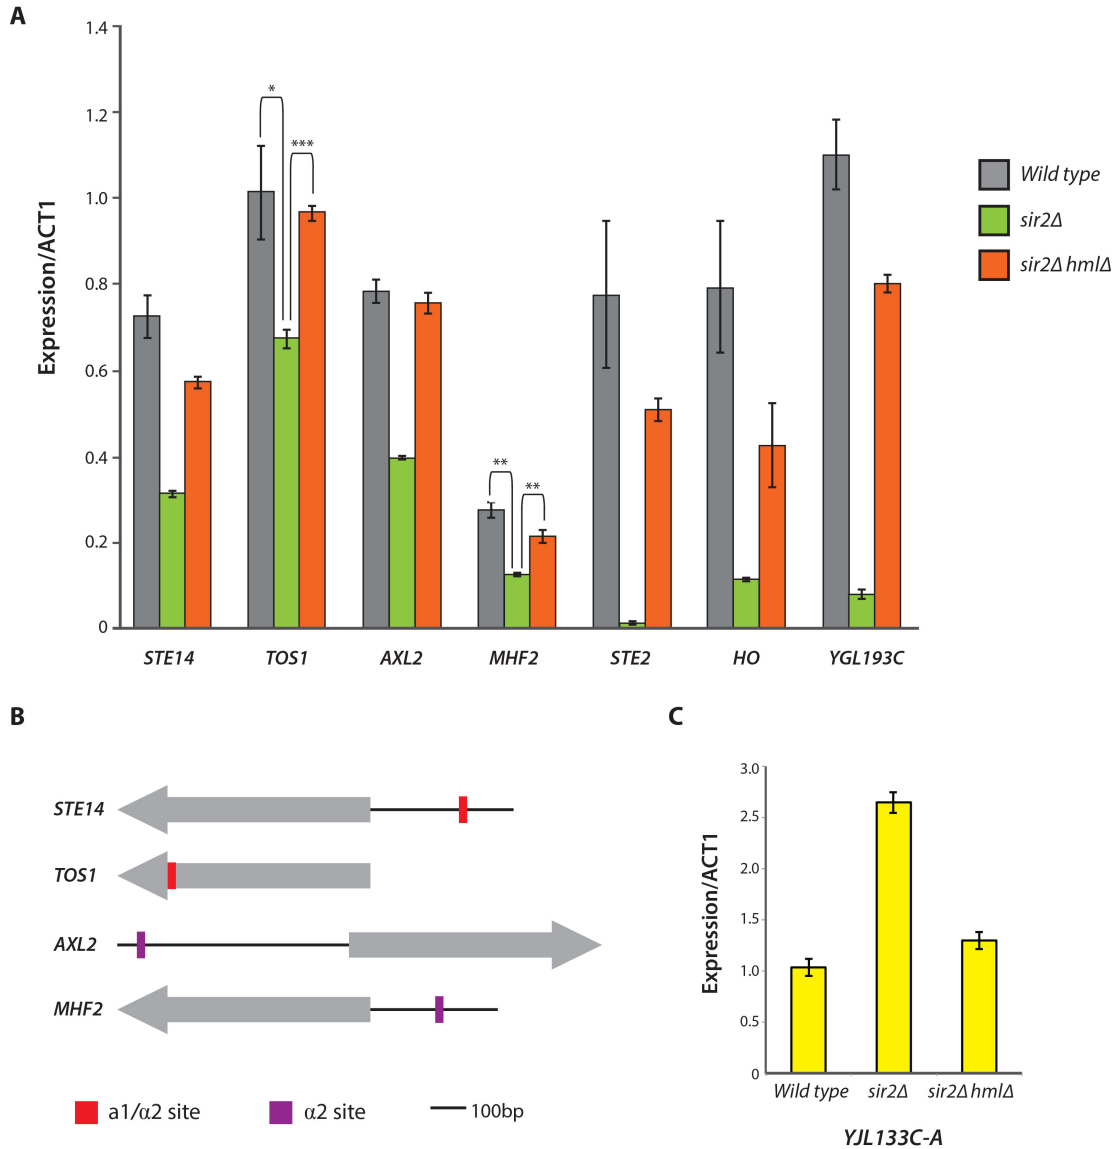 A
1.4
1.2
1.0
0.8
0.6
0.4
0.2
0
Expression/ACT1
*
***
**
**
STE14 TOS1 AXL2 MHF2 STE2 HO YGL193C
Wild type
sir2Δ
sir2Δ hmlΔ
B
STE14
TOS1
AXL2
MHF2
a1/α2 site α2 site 100bp
C
3.0
2.5
2.0
1.5
1.0
0.5
0
Expression/ACT1
Wild type sir2Δ sir2Δ hmlΔ
YJL133C-A